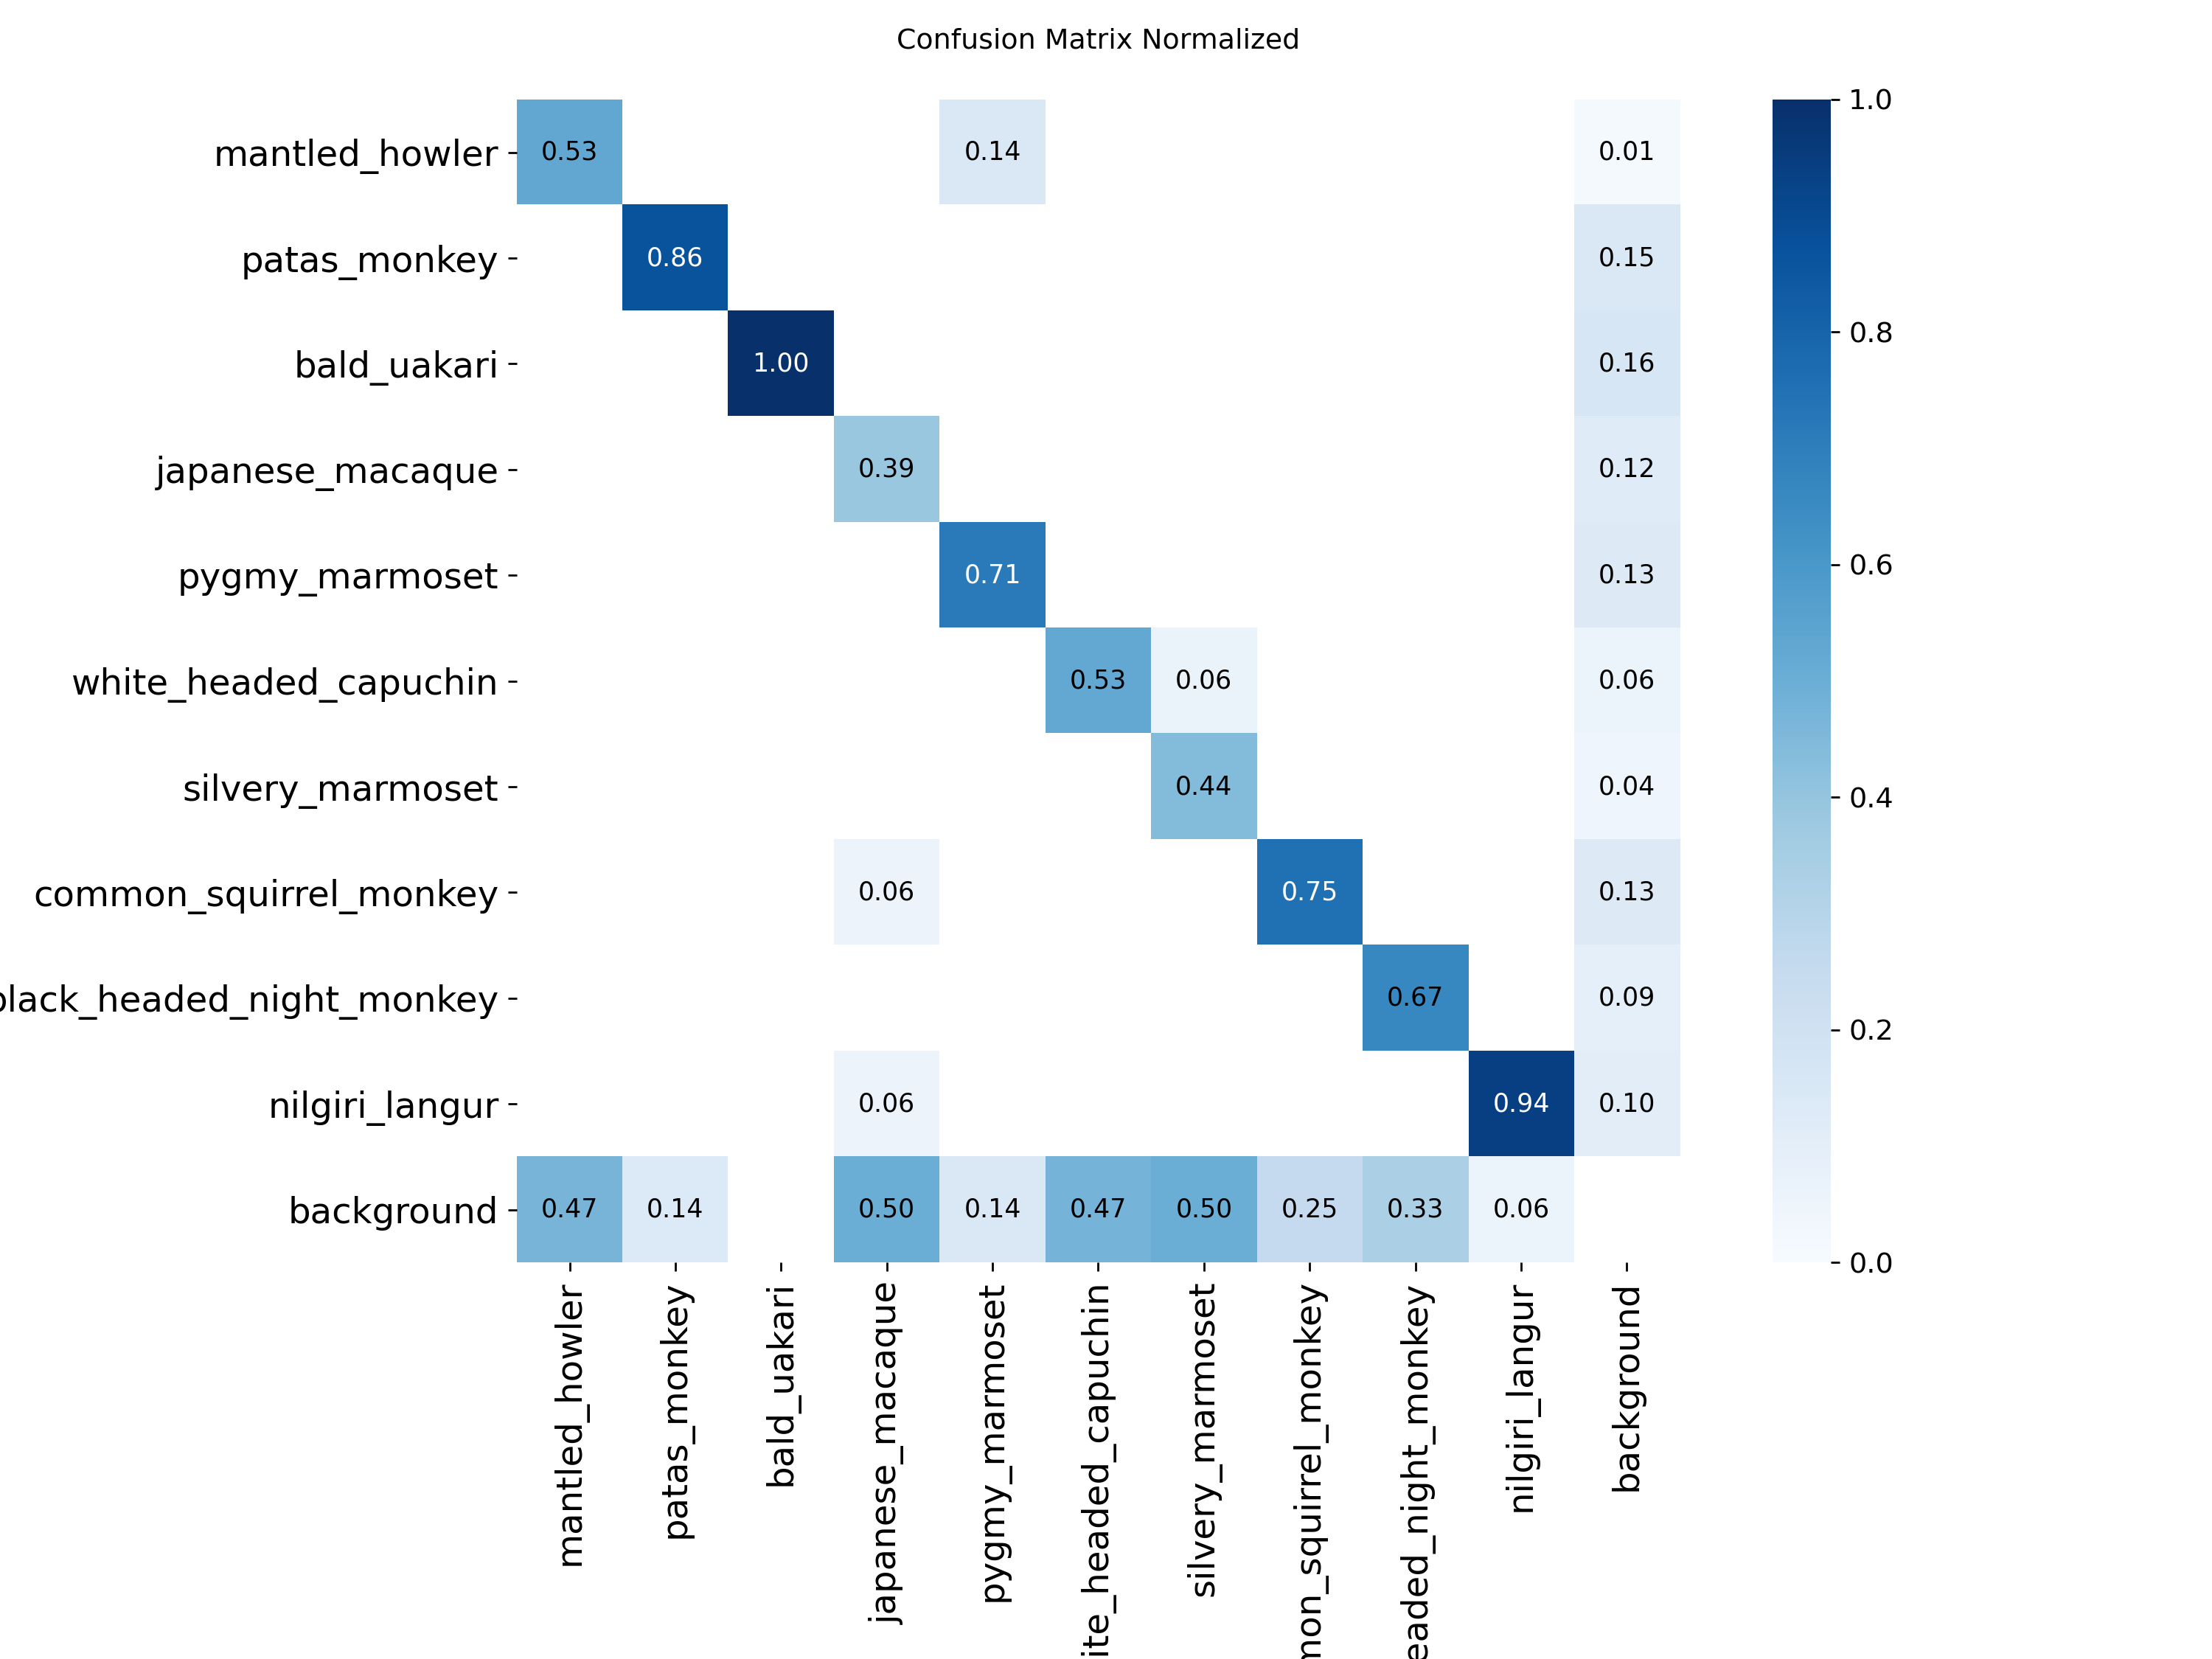 Confusion Matrix Normalized
mantled_howler 0.53 0.14 0.01
patas_monkey 0.86 0.15
bald_uakari 1.00 0.16
japanese_macaque 0.39 0.12
pygmy_marmoset 0.71 0.13
white_headed_capuchin 0.53 0.06 0.06
silvery_marmoset 0.44 0.04
common_squirrel_monkey 0.06 0.75 0.13
lack_headed_night_monkey 0.67 0.09
nilgiri_langur 0.06 0.94 0.10
background 0.47 0.14 0.50 0.14 0.47 0.50 0.25 0.33 0.06
mantled_howler
patas_monkey
bald_uakari
japanese_macaque
pygmy_marmoset
ite_headed_capuchin
silvery_marmoset
mon_squirrel_monkey
eaded_night_monkey
nilgiri_langur
background
1.0
0.8
0.6
0.4
0.2
0.0